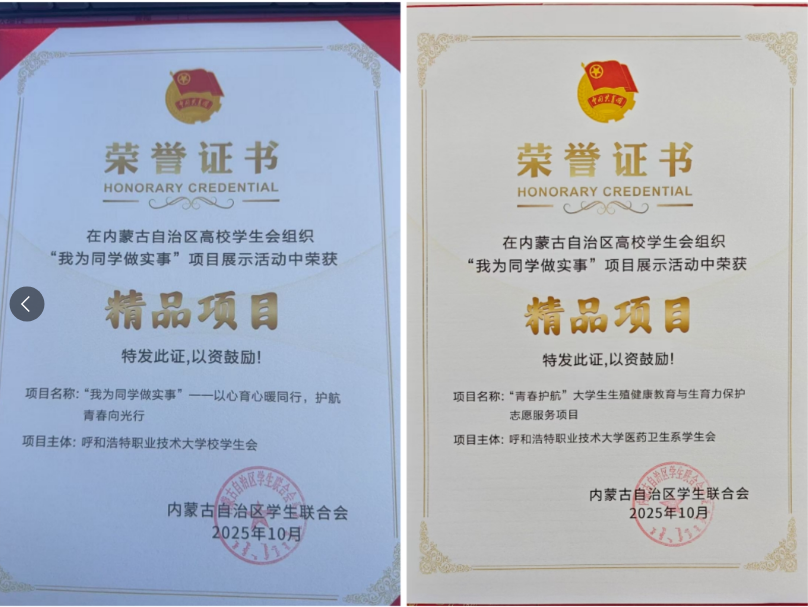 荣誉证书
HONORARY CREDENTIAL
在内蒙古自治区高校学生会组织
“我为同学做实事”项目展示活动中荣获
精品项目
特发此证,以资鼓励!
项目名称:“我为同学做实事”——以心育心暖同行，护航
青春向光行
项目主体: 呼和浩特职业技术大学校学生会
内蒙古自治区学生联合会
2025年10月
荣誉证书
HONORARY CREDENTIAL
在内蒙古自治区高校学生会组织
“我为同学做实事”项目展示活动中荣获
精品项目
特发此证,以资鼓励!
项目名称:“青春护航”大学生生殖健康教育与生育力保护
志愿服务项目
项目主体: 呼和浩特职业技术大学医药卫生系学生会
内蒙古自治区学生联合会
2025年10月